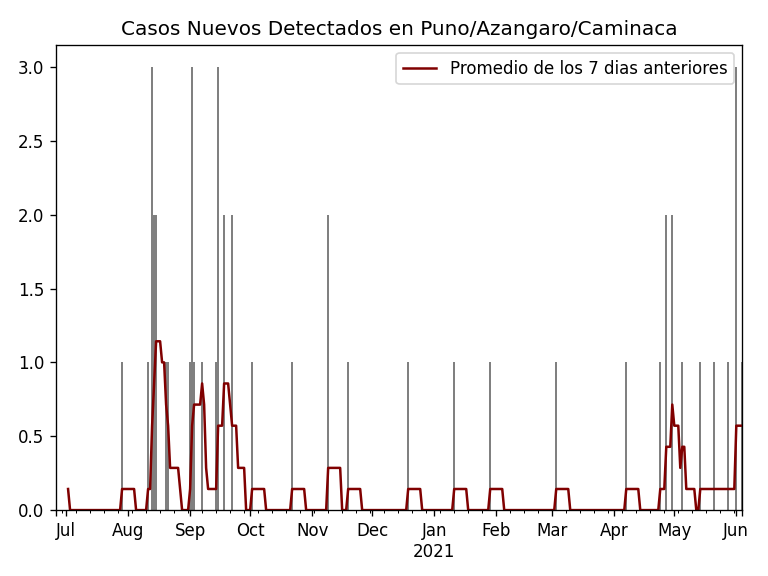 Casos Nuevos Detectados en Puno/Azangaro/Caminaca
Promedio de los 7 dias anteriores
3.0
2.5
2.0
1.5
1.0
0.5
0.0
Jul Aug Sep Oct Nov Dec Jan Feb Mar Apr May Jun
2021